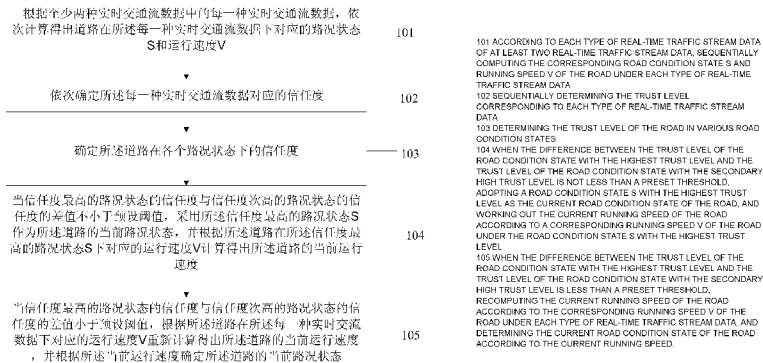 根据至少两种实时交通流数据中的每一种实时交通流数据，依
次计算得出道路在所述每一种实时交通流数据下对应的路况状态
S和运行速度V
101
依次确定所述每一种实时交通流数据对应的信任度
102
确定所述道路在各个路况状态下的信任度
103
当信任度最高的路况状态的信任度与信任度次高的路况状态的信
任度的差值不小于预设阈值，采用所述信任度最高的路况状态S
作为所述道路的当前路况状态，并根据所述道路在所述信任度最
高的路况状态S下对应的运行速度V计算得出所述道路的当前运行
速度
104
当信任度最高的路况状态的信任度与信任度次高的路况状态的信
任度的差值小于预设阈值，根据所述道路在所述每一种实时交流
数据下对应的运行速度V重新计算得出所述道路的当前运行速度
，并根据所述当前运行速度确定所述道路的当前路况状态
105
101 ACCORDING TO EACH TYPE OF REAL-TIME TRAFFIC STREAM DATA
OF AT LEAST TWO REAL-TIME TRAFFIC STREAM DATA, SEQUENTIALLY
COMPUTING THE CORRESPONDING ROAD CONDITION STATE S AND
RUNNING SPEED V OF THE ROAD UNDER EACH TYPE OF REAL-TIME
TRAFFIC STREAM DATA
102 SEQUENTIALLY DETERMINING THE TRUST LEVEL
CORRESPONDING TO EACH TYPE OF REAL-TIME TRAFFIC STREAM
DATA
103 DETERMINING THE TRUST LEVEL OF THE ROAD IN VARIOUS ROAD
CONDITION STATES
104 WHEN THE DIFFERENCE BETWEEN THE TRUST LEVEL OF THE
ROAD CONDITION STATE WITH THE HIGHEST TRUST LEVEL AND THE
TRUST LEVEL OF THE ROAD CONDITION STATE WITH THE SECONDARY
HIGH TRUST LEVEL IS NOT LESS THAN A PRESET THRESHOLD,
ADOPTING A ROAD CONDITION STATE S WITH THE HIGHEST TRUST
LEVEL AS THE CURRENT ROAD CONDITION STATE OF THE ROAD, AND
WORKING OUT THE CURRENT RUNNING SPEED OF THE ROAD
ACCORDING TO A CORRESPONDING RUNNING SPEED V OF THE ROAD
UNDER THE ROAD CONDITION STATE S WITH THE HIGHEST TRUST
LEVEL
105 WHEN THE DIFFERENCE BETWEEN THE TRUST LEVEL OF THE
ROAD CONDITION STATE WITH THE HIGHEST TRUST LEVEL AND THE
TRUST LEVEL OF THE ROAD CONDITION STATE WITH THE SECONDARY
HIGH TRUST LEVEL IS LESS THAN A PRESET THRESHOLD,
RECOMPUTING THE CURRENT RUNNING SPEED OF THE ROAD
ACCORDING TO THE CORRESPONDING RUNNING SPEED V OF THE
ROAD UNDER EACH TYPE OF REAL-TIME TRAFFIC STREAM DATA, AND
DETERMINING THE CURRENT ROAD CONDITION STATE OF THE ROAD
ACCORDING TO THE CURRENT RUNNING SPEED.